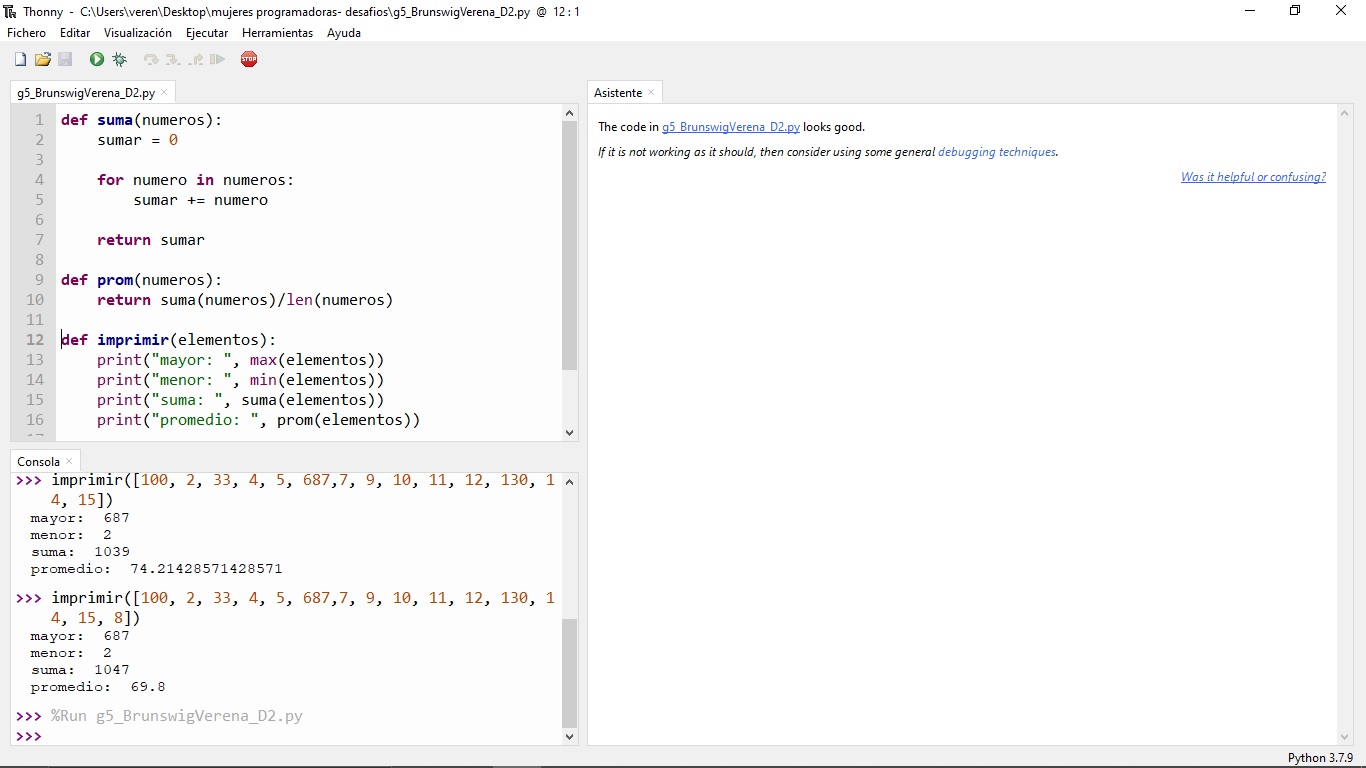 Thonny - C:\Users\veren\Desktop\mujeres programadoras- desafios\g5_BrunswigVerena_D2.py @ 12 : 1
Fichero Editar Visualización Ejecutar Herramientas Ayuda
STOP
g5_BrunswigVerena_D2.py ×
1 def suma(numeros):
2 sumar = 0
3
4 for numero in numeros:
5 sumar += numero
6
7 return sumar
8
9 def prom(numeros):
10 return suma(numeros)/len(numeros)
11
12 def imprimir(elementos):
13 print("mayor: ", max(elementos))
14 print("menor: ", min(elementos))
15 print("suma: ", suma(elementos))
16 print("promedio: ", prom(elementos))
17
Consola ×
>>> imprimir([100, 2, 33, 4, 5, 687,7, 9, 10, 11, 12, 130, 1
4, 15])
mayor: 687
menor: 2
suma: 1039
promedio: 74.21428571428571
>>> imprimir([100, 2, 33, 4, 5, 687,7, 9, 10, 11, 12, 130, 1
4, 15, 8])
mayor: 687
menor: 2
suma: 1047
promedio: 69.8
>>> %Run g5_BrunswigVerena_D2.py
>>>
Asistente ×
The code in g5_BrunswigVerena_D2.py looks good.
If it is not working as it should, then consider using some general debugging techniques.
Was it helpful or confusing?
Python 3.7.9